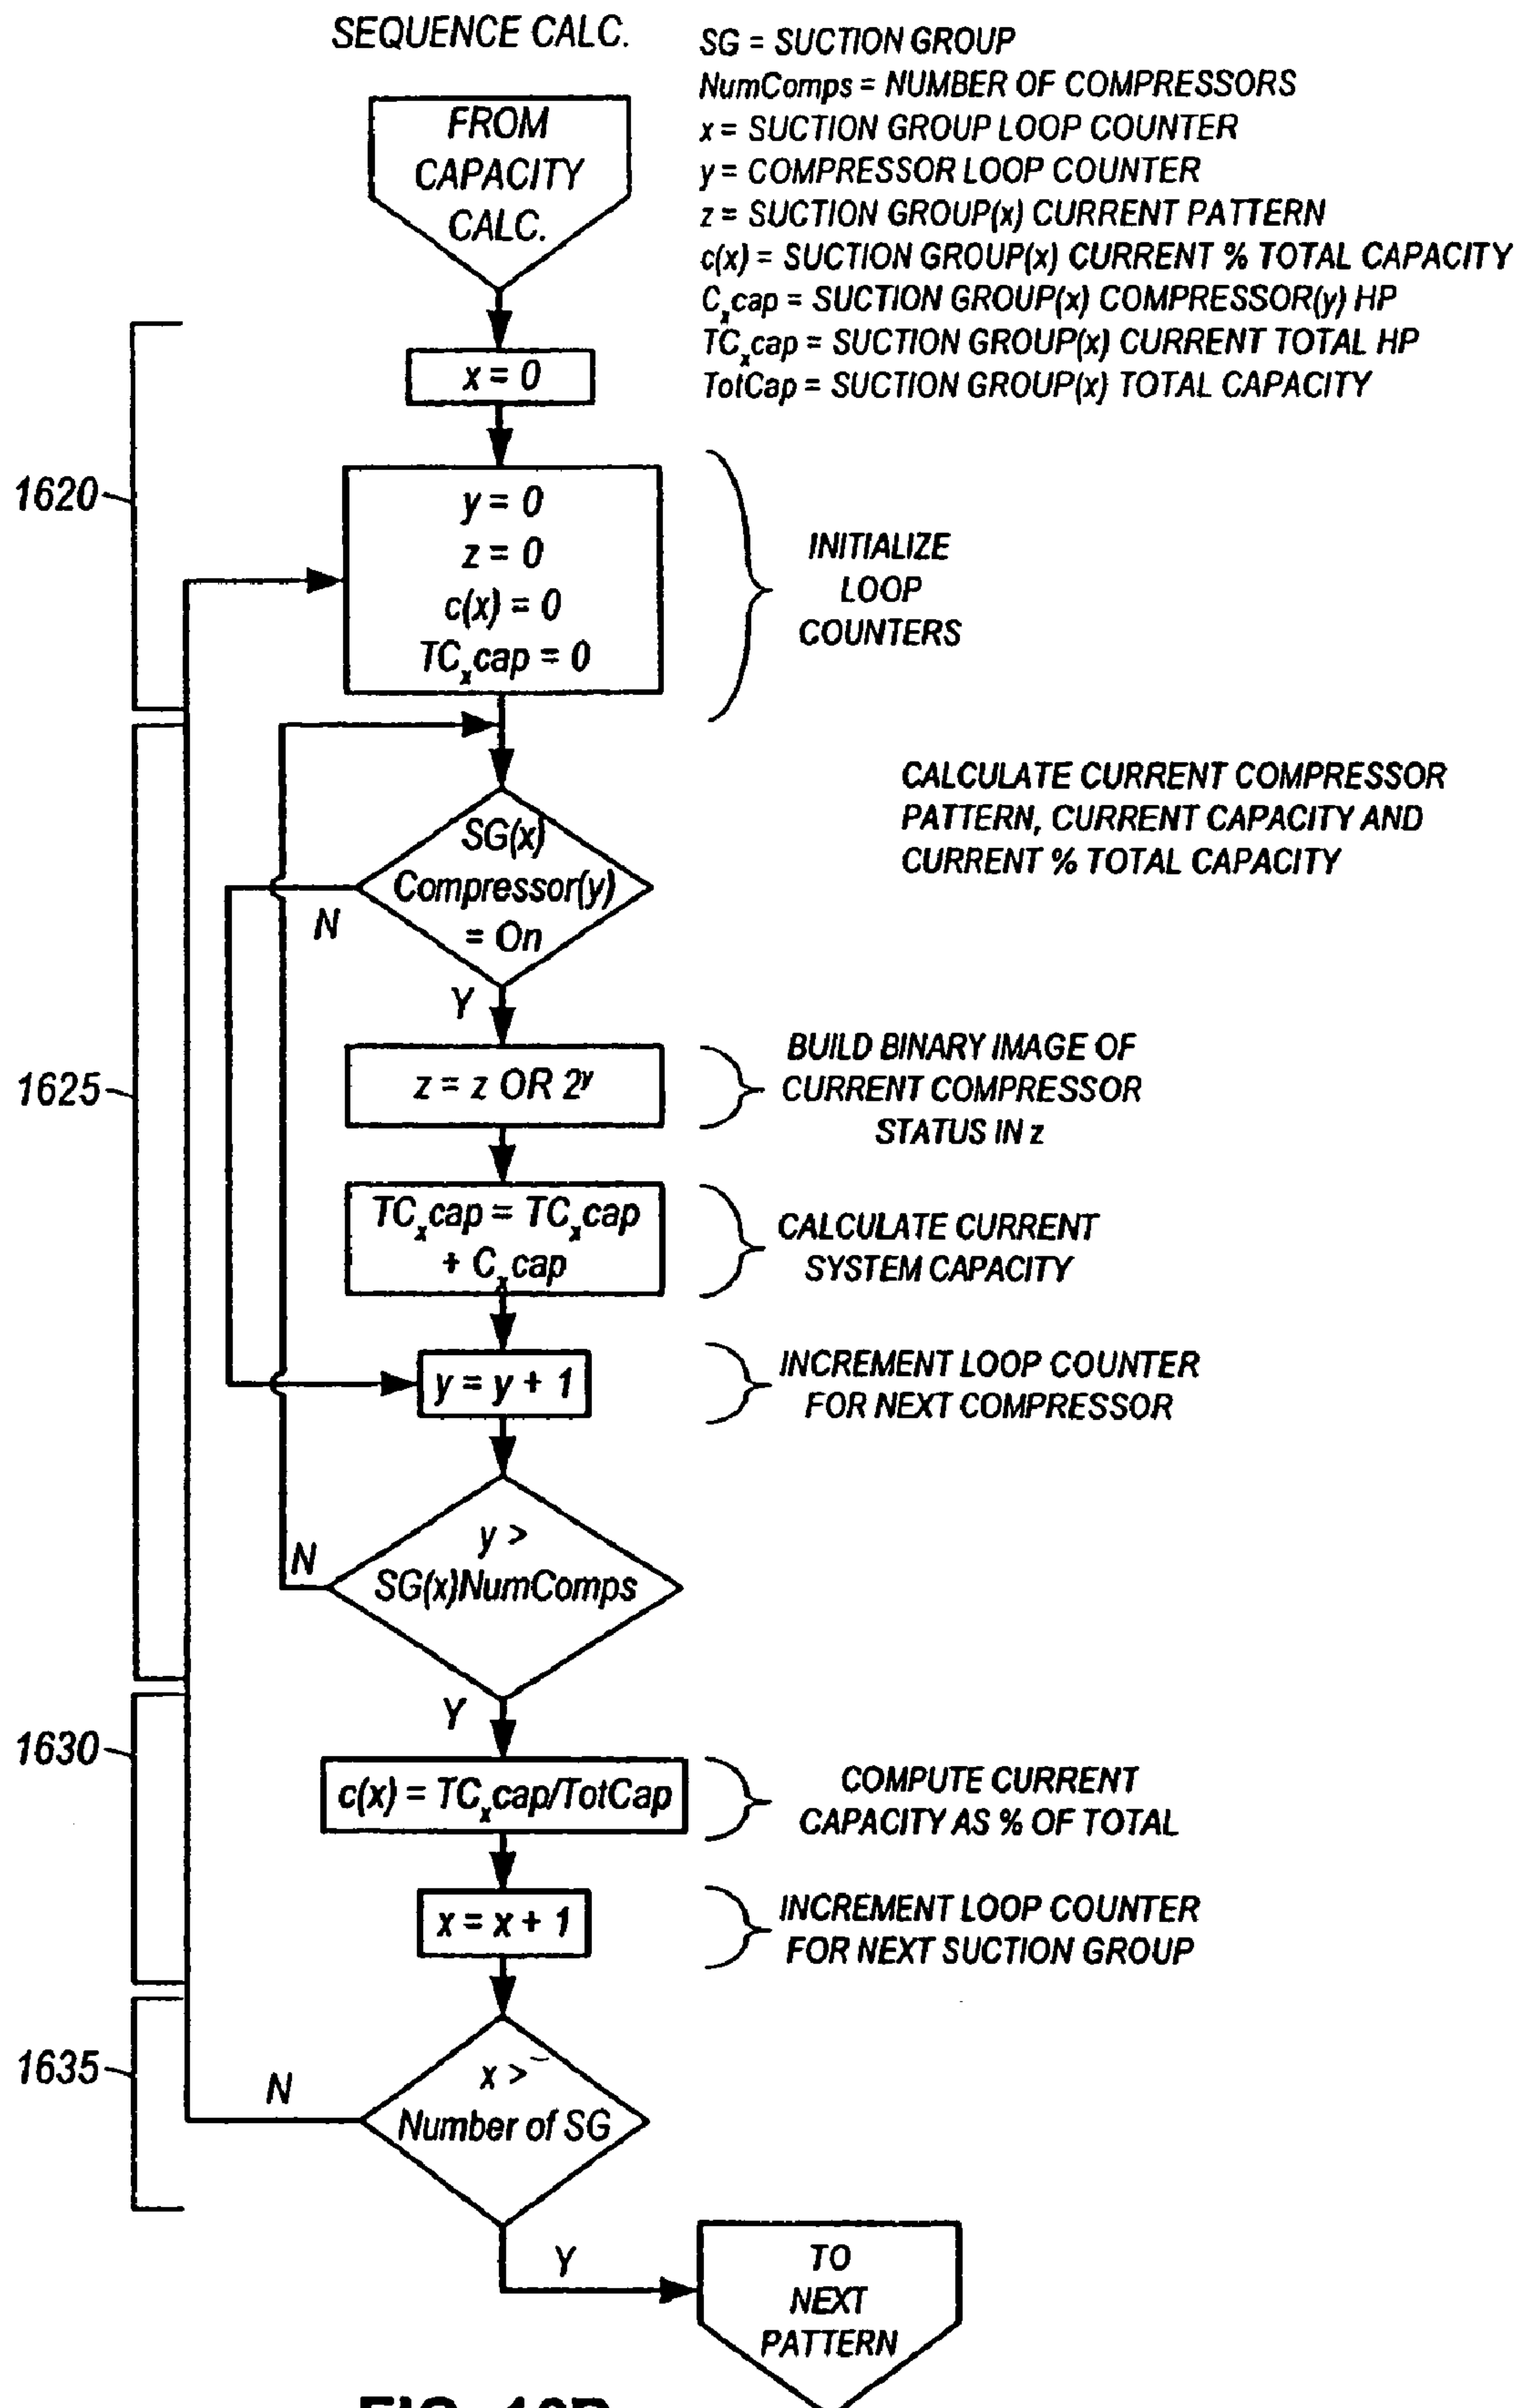 SEQUENCE CALC.
SG = SUCTION GROUP
NumComps = NUMBER OF COMPRESSORS
x = SUCTION GROUP LOOP COUNTER
y = COMPRESSOR LOOP COUNTER
z = SUCTION GROUP(x) CURRENT PATTERN
c(x) = SUCTION GROUP(x) CURRENT % TOTAL CAPACITY
Cₓcap = SUCTION GROUP(x) COMPRESSOR(y) HP
TCₓcap = SUCTION GROUP(x) CURRENT TOTAL HP
TotCap = SUCTION GROUP(x) TOTAL CAPACITY
FROM
CAPACITY
CALC.
x = 0
1620
y = 0
z = 0
c(x) = 0
TCₓcap = 0
INITIALIZE
LOOP
COUNTERS
CALCULATE CURRENT COMPRESSOR
PATTERN, CURRENT CAPACITY AND
CURRENT % TOTAL CAPACITY
SG(x)
Compressor(y)
= On
N
Y
1625
z = z OR 2ʸ
BUILD BINARY IMAGE OF
CURRENT COMPRESSOR
STATUS IN z
TCₓcap = TCₓcap
+ Cₓcap
CALCULATE CURRENT
SYSTEM CAPACITY
y = y + 1
INCREMENT LOOP COUNTER
FOR NEXT COMPRESSOR
y >
SG(x)NumComps
N
Y
1630
c(x) = TCₓcap/TotCap
COMPUTE CURRENT
CAPACITY AS % OF TOTAL
x = x + 1
INCREMENT LOOP COUNTER
FOR NEXT SUCTION GROUP
1635
x >
Number of SG
N
Y
TO
NEXT
PATTERN